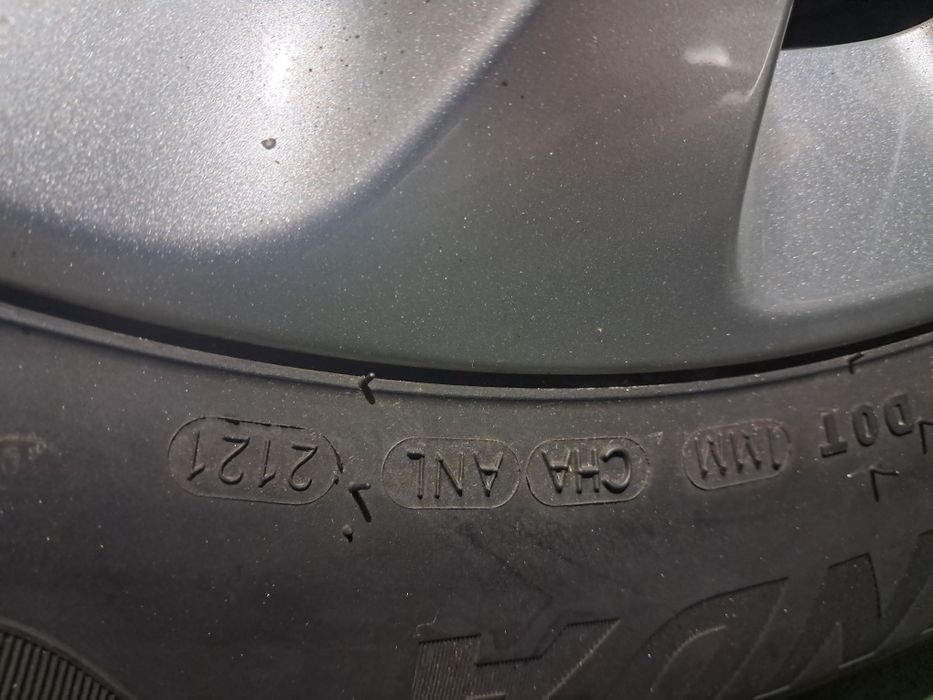 DOT 1MM CHA ANL 2121